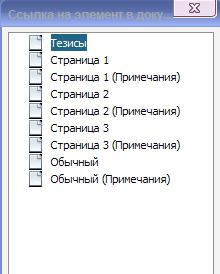 Ссылка на элемент в доку
Тезисы
Страница 1
Страница 1 (Примечания)
Страница 2
Страница 2 (Примечания)
Страница 3
Страница 3 (Примечания)
Обычный
Обычный (Примечания)